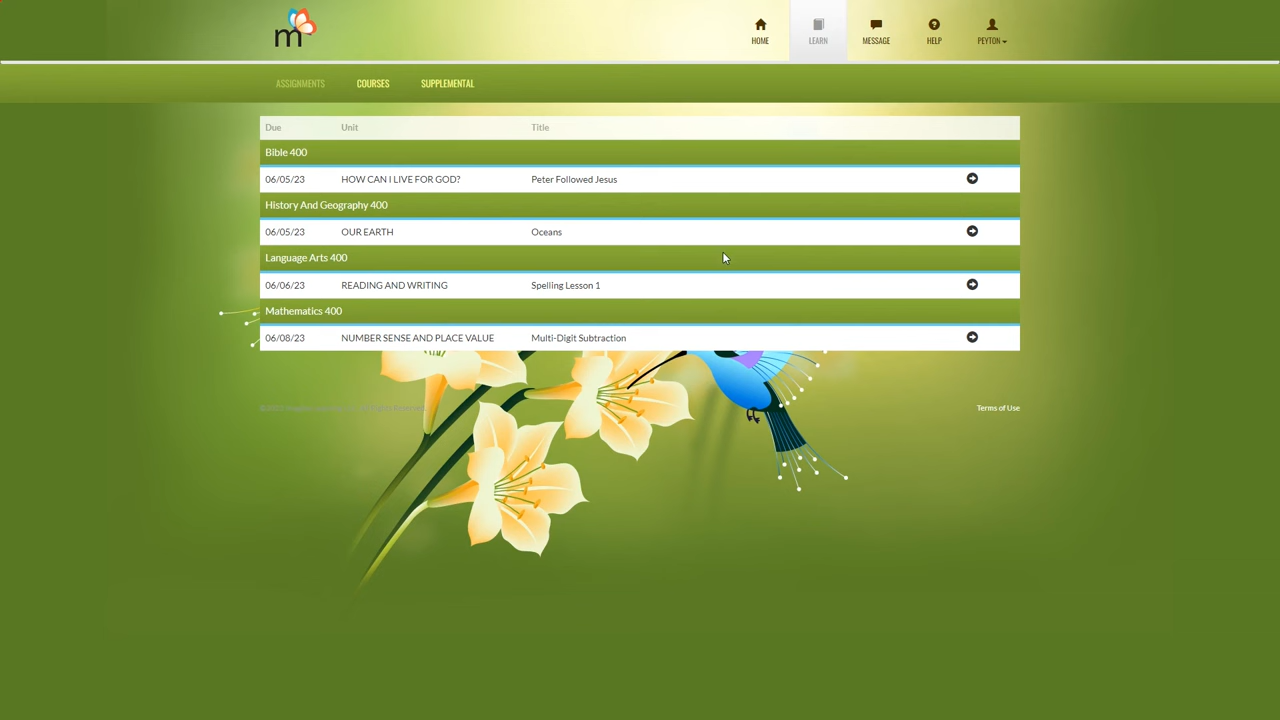 m
HOME LEARN MESSAGE HELP PEYTON
ASSIGNMENTS COURSES SUPPLEMENTAL
Due Unit Title
Bible 400
06/05/23 HOW CAN I LIVE FOR GOD? Peter Followed Jesus
History And Geography 400
06/05/23 OUR EARTH Oceans
Language Arts 400
06/06/23 READING AND WRITING Spelling Lesson 1
Mathematics 400
06/08/23 NUMBER SENSE AND PLACE VALUE Multi-Digit Subtraction
Terms of Use